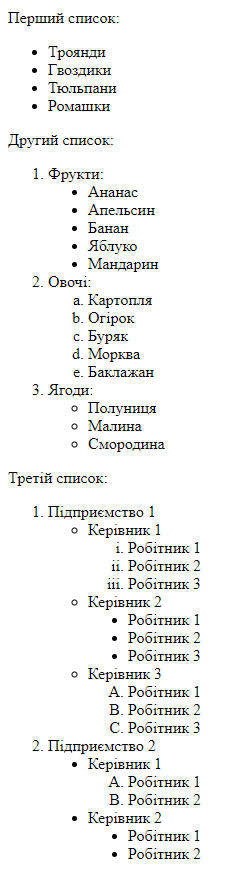 Перший список:
• Троянди
• Гвоздики
• Тюльпани
• Ромашки
Другий список:
1. Фрукти:
• Ананас
• Апельсин
• Банан
• Яблуко
• Мандарин
2. Овочі:
a. Картопля
b. Огірок
c. Буряк
d. Морква
e. Баклажан
3. Ягоди:
◦ Полуниця
◦ Малина
◦ Смородина
Третій список:
1. Підприємство 1
◦ Керівник 1
i. Робітник 1
ii. Робітник 2
iii. Робітник 3
◦ Керівник 2
• Робітник 1
• Робітник 2
• Робітник 3
◦ Керівник 3
A. Робітник 1
B. Робітник 2
C. Робітник 3
2. Підприємство 2
• Керівник 1
A. Робітник 1
B. Робітник 2
• Керівник 2
• Робітник 1
• Робітник 2